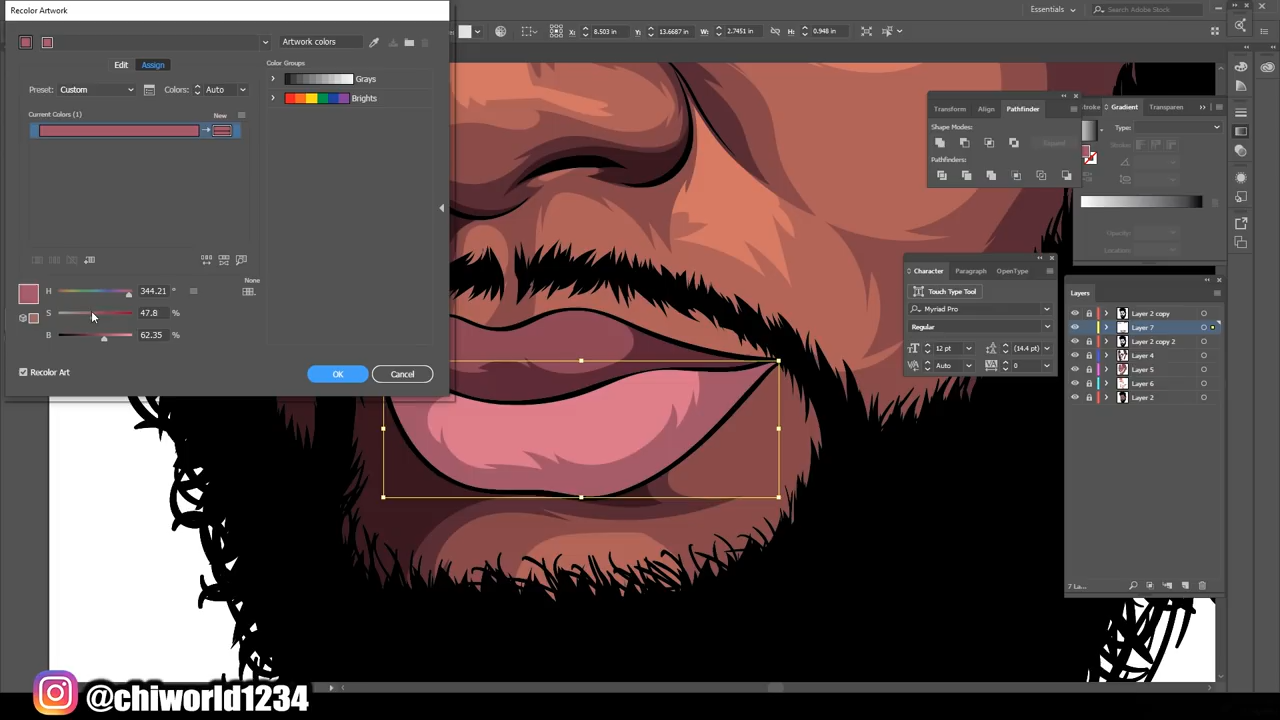 Recolor Artwork
Essentials
Search Adobe Stock
X: 8.503 in
Y: 13.6687 in
W: 2.7451 in
H: 0.948 in
Artwork colors
Edit
Assign
Color Groups:
Grays
Brights
Preset:
Custom
Colors:
Auto
Current Colors (1)
New
None
H
344.21
°
S
47.8
%
B
62.35
%
Recolor Art
OK
Cancel
Transform
Align
Pathfinder
Shape Modes:
Expand
Pathfinders:
Stroke
Gradient
Transparen
Type:
Stroke:
Opacity:
Location:
Character
Paragraph
OpenType
Touch Type Tool
Myriad Pro
Regular
12 pt
(14.4 pt)
Auto
0
Layers
Layer 2 copy
Layer 7
Layer 2 copy 2
Layer 4
Layer 5
Layer 6
Layer 2
7 La...
@chiworld1234